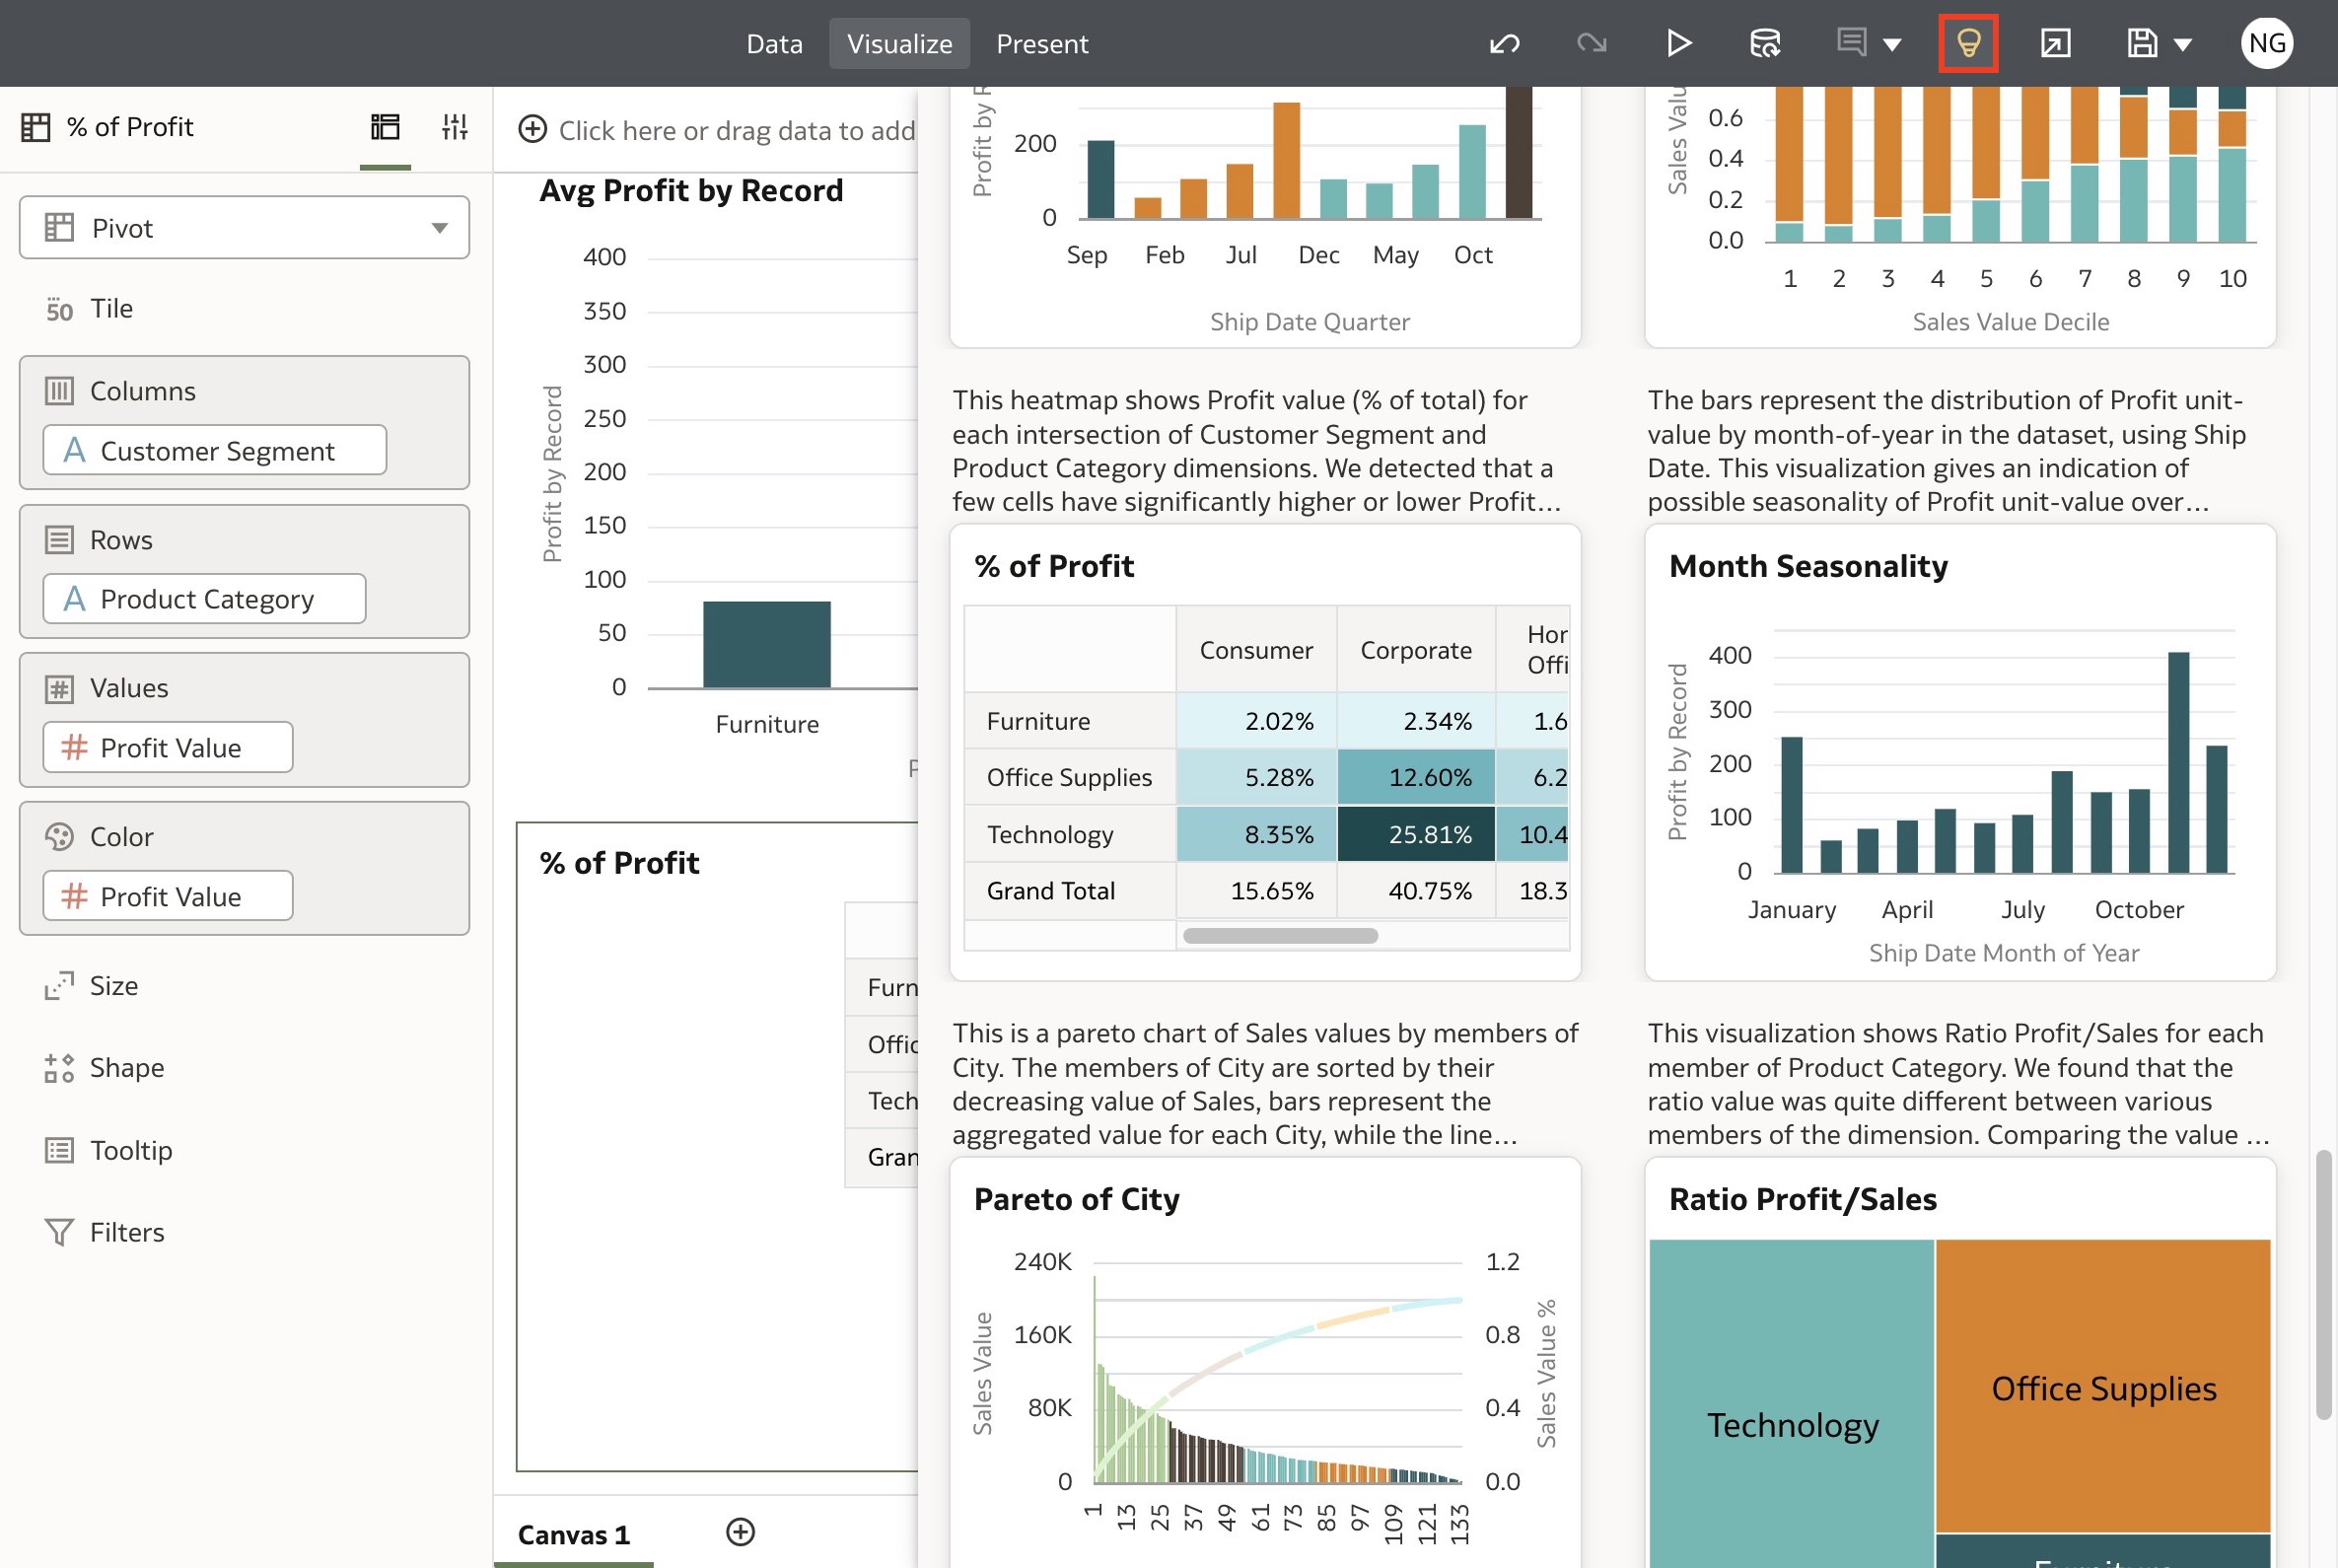 Data Visualize Present
NG
% of Profit
Pivot
50 Tile
Columns
A Customer Segment
Rows
A Product Category
Values
# Profit Value
Color
# Profit Value
Size
Shape
Tooltip
Filters
Click here or drag data to add
Avg Profit by Record
Profit by Record
400
350
300
250
200
150
100
50
0
Furniture
% of Profit
Canvas 1
200
0
Sep Feb Jul Dec May Oct
Ship Date Quarter
0.6
0.4
0.2
0.0
1 2 3 4 5 6 7 8 9 10
Sales Value Decile
This heatmap shows Profit value (% of total) for
each intersection of Customer Segment and
Product Category dimensions. We detected that a
few cells have significantly higher or lower Profit...
% of Profit
Consumer Corporate
Furniture 2.02% 2.34% 1.6
Office Supplies 5.28% 12.60% 6.2
Technology 8.35% 25.81% 10.4
Grand Total 15.65% 40.75% 18.3
The bars represent the distribution of Profit unit-
value by month-of-year in the dataset, using Ship
Date. This visualization gives an indication of
possible seasonality of Profit unit-value over...
Month Seasonality
Profit by Record
400
300
200
100
0
January April July October
Ship Date Month of Year
This is a pareto chart of Sales values by members of
City. The members of City are sorted by their
decreasing value of Sales, bars represent the
aggregated value for each City, while the line...
Pareto of City
Sales Value
240K
160K
80K
0
1.2
0.8
0.4
0.0
Sales Value %
1 13 25 37 49 61 73 85 97 109 121 133
This visualization shows Ratio Profit/Sales for each
member of Product Category. We found that the
ratio value was quite different between various
members of the dimension. Comparing the value ...
Ratio Profit/Sales
Technology
Office Supplies